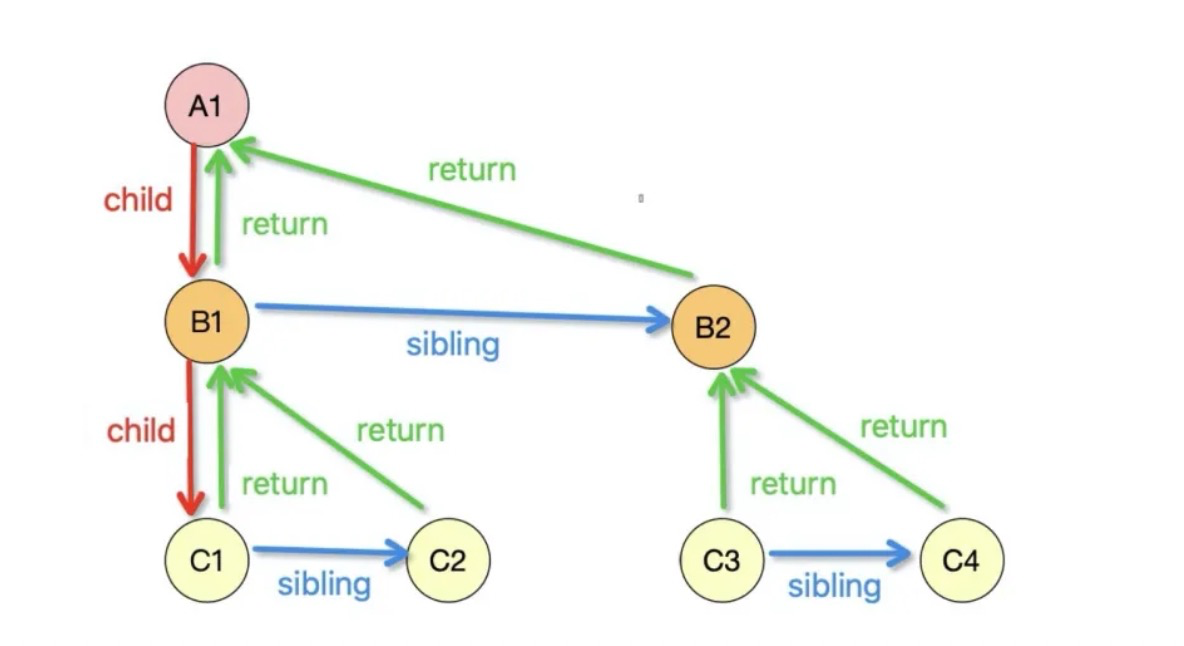 A1
return
child
return
B1
B2
sibling
child
return
return
return
return
C1
C2
C3
C4
sibling
sibling